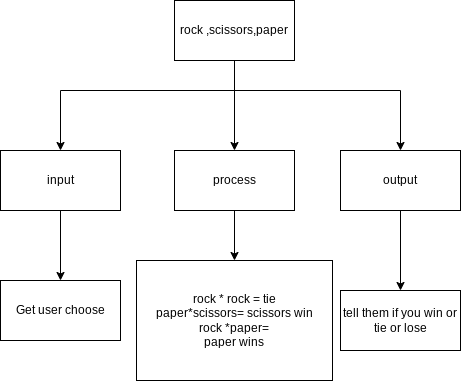 rock ,scissors,paper
input
process
output
Get user choose
rock * rock = tie
paper*scissors= scissors win
rock *paper=
paper wins
tell them if you win or
tie or lose